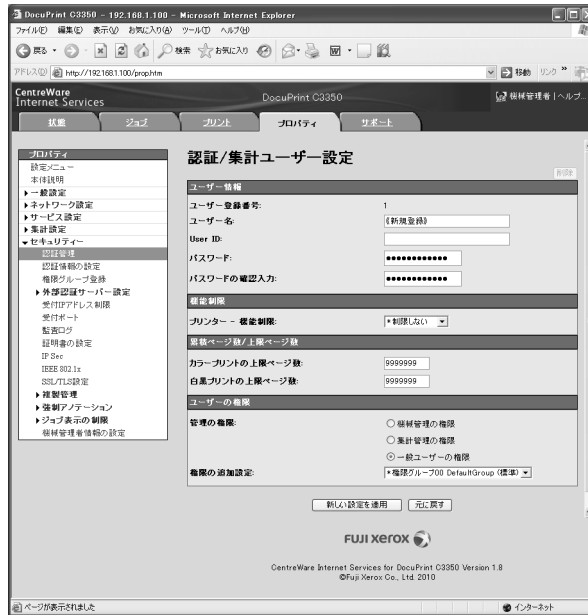 DocuPrint C3350 - 192.168.1.100 - Microsoft Internet Explorer
ファイル(F) 編集(E) 表示(V) お気に入り(A) ツール(T) ヘルプ(H)
戻る 検索 お気に入り
アドレス(D) http://192.168.1.100/prop.htm 移動 リンク »
CentreWare
Internet Services
DocuPrint C3350
機械管理者 | ヘルプ...
状態 ジョブ プリント プロパティ サポート
プロパティ
設定メニュー
本体説明
一般設定
ネットワーク設定
サービス設定
集計設定
セキュリティー
認証管理
認証情報の設定
権限グループ登録
外部認証サーバー設定
受付IPアドレス制限
受付ポート
監査ログ
証明書の設定
IP Sec
IEEE 802.1x
SSL/TLS設定
複製管理
強制アノテーション
ジョブ表示の制限
機械管理者情報の設定
認証/集計ユーザー設定
削除
ユーザー情報
ユーザー登録番号: 1
ユーザー名: (新規登録)
User ID:
パスワード: ●●●●●●●●●●●●
パスワードの確認入力: ●●●●●●●●●●●●
機能制限
プリンター - 機能制限: *制限しない
累積ページ数/上限ページ数
カラープリントの上限ページ数: 9999999
白黒プリントの上限ページ数: 9999999
ユーザーの権限
管理の権限: 機械管理の権限
集計管理の権限
一般ユーザーの権限
権限の追加設定: *権限グループ00 DefaultGroup (標準)
新しい設定を適用 元に戻す
FUJI XEROX
CentreWare Internet Services for DocuPrint C3350 Version 1.8
©Fuji Xerox Co., Ltd. 2010
ページが表示されました インターネット